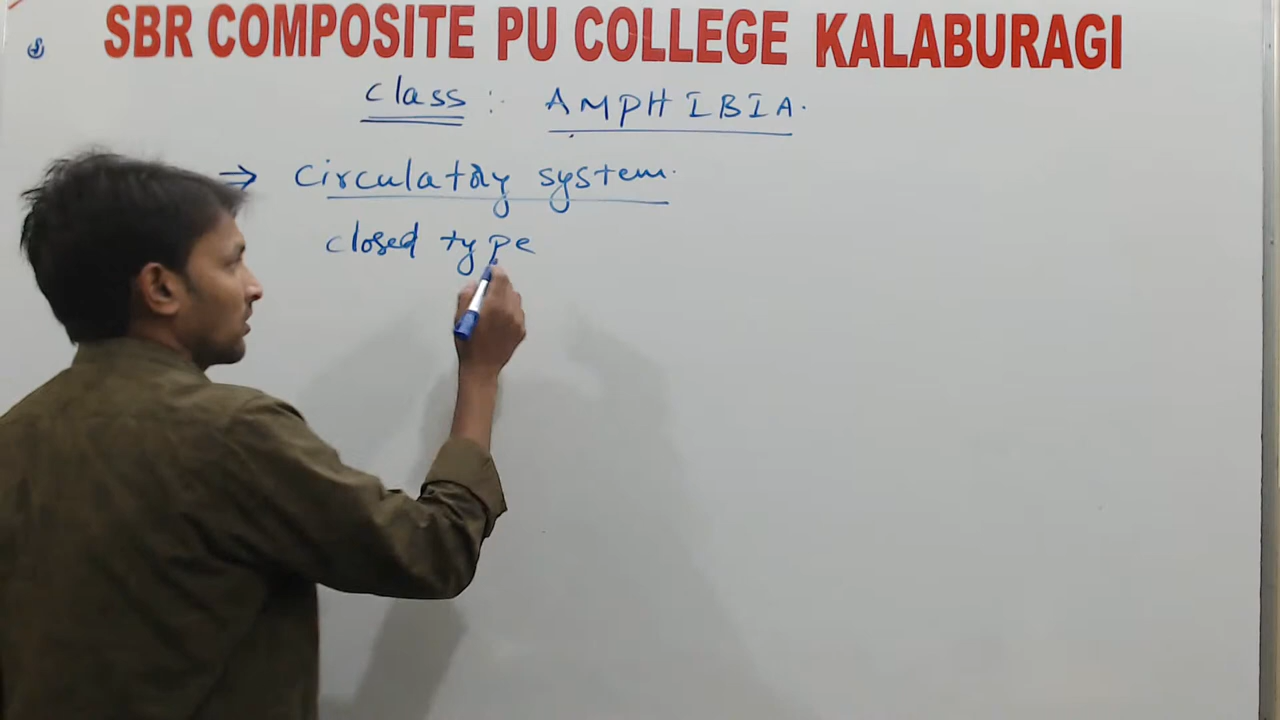 SBR COMPOSITE PU COLLEGE KALABURAGI
class : AMPHIBIA.
⇒ circulatory system.
closed type